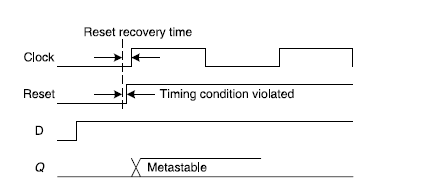 Reset recovery time
Clock
Reset
Timing condition violated
D
Q
Metastable